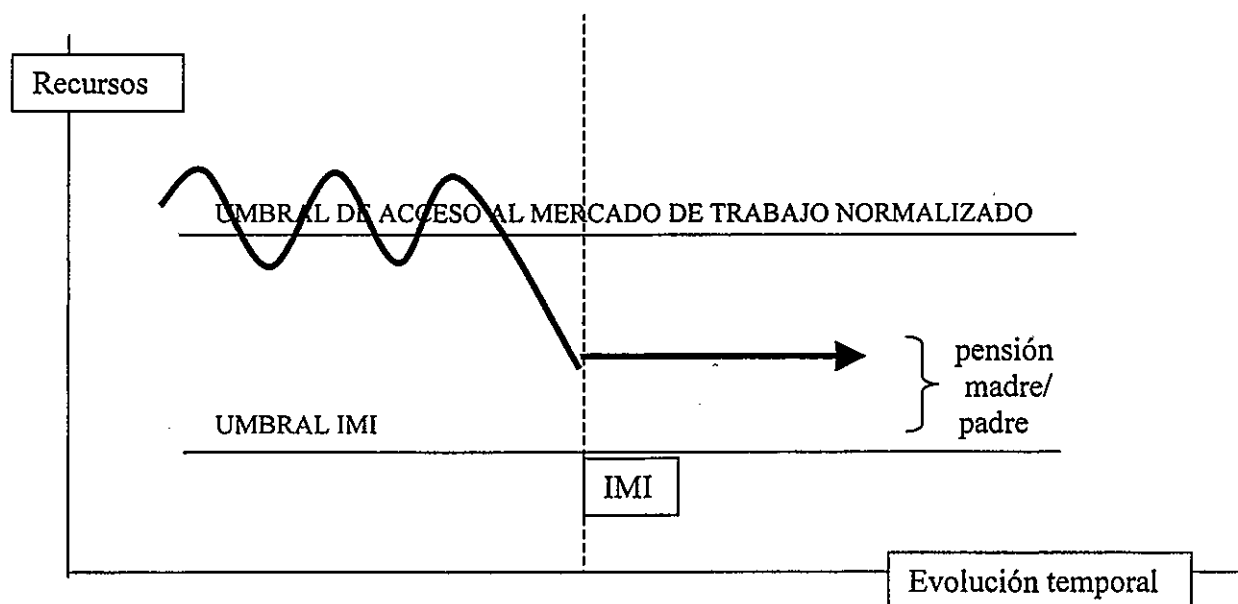 Recursos
UMBRAL DE ACCESO AL MERCADO DE TRABAJO NORMALIZADO
pensión
madre/
padre
UMBRAL IMI
IMI
Evolución temporal